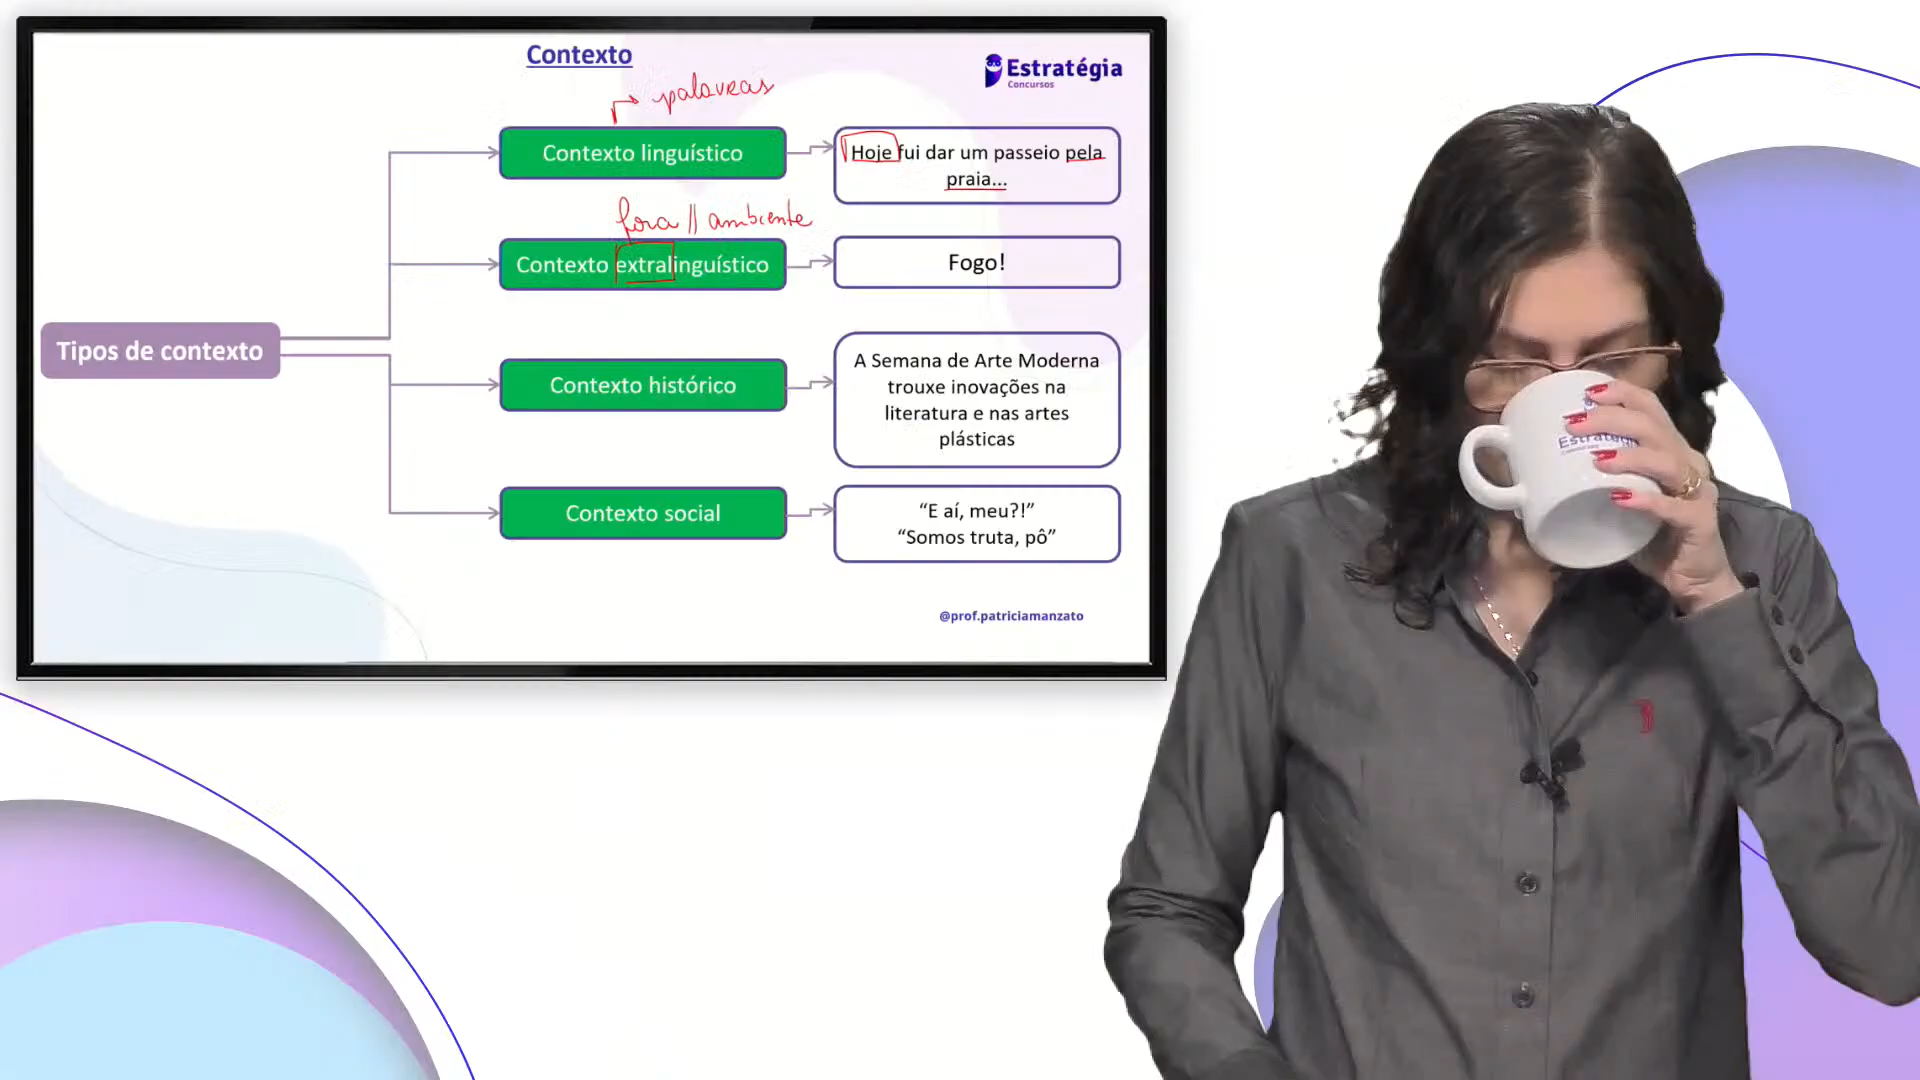 Contexto
Estratégia
Concursos
palavras
Contexto linguístico
Hoje fui dar um passeio pela
praia...
fora || ambiente
Contexto extralinguístico
Fogo!
Tipos de contexto
Contexto histórico
A Semana de Arte Moderna
trouxe inovações na
literatura e nas artes
plásticas
Contexto social
“E aí, meu?!”
“Somos truta, pô”
@prof.patriciamanzato
Estratégia